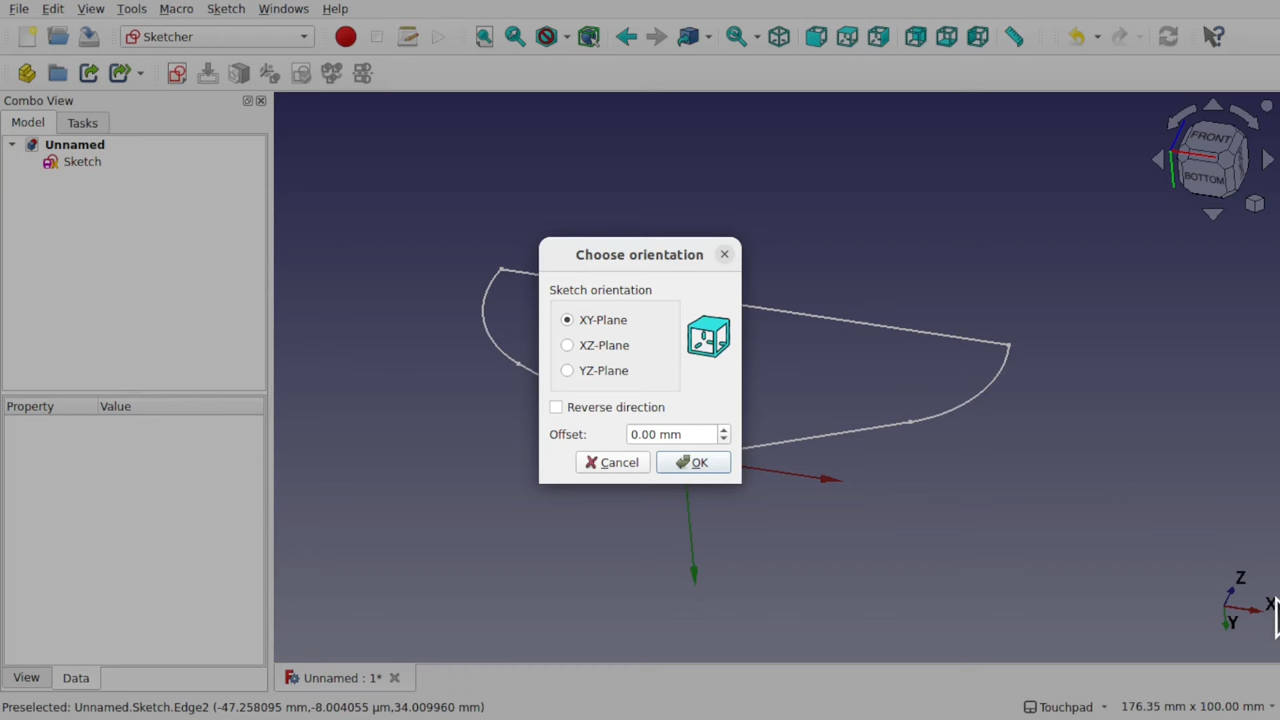 File Edit View Tools Macro Sketch Windows Help
Sketcher
Combo View
Model Tasks
Unnamed
Sketch
Property Value
View Data
FRONT
BOTTOM
Choose orientation
Sketch orientation
XY-Plane
XZ-Plane
YZ-Plane
Reverse direction
Offset: 0.00 mm
Cancel OK
Z
X
Y
Unnamed : 1*
Preselected: Unnamed.Sketch.Edge2 (-47.258095 mm,-8.004055 µm,34.009960 mm) Touchpad 176.35 mm x 100.00 mm